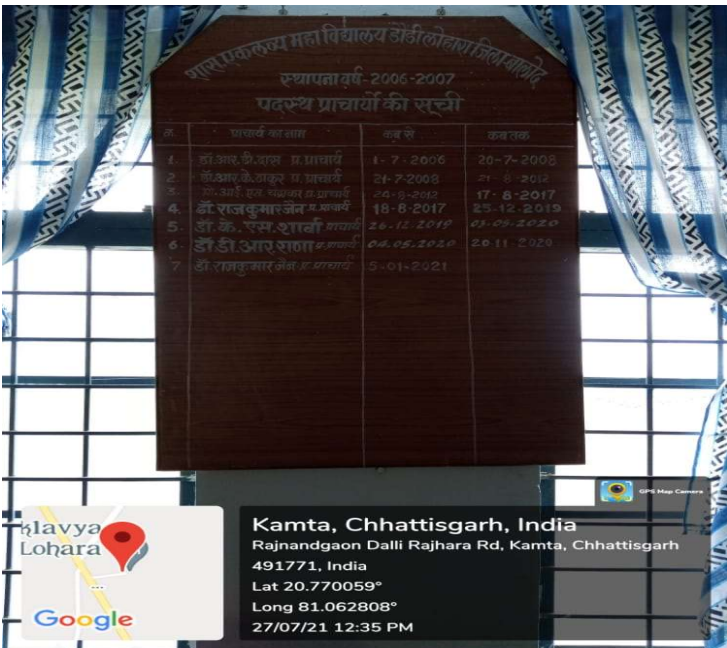 शास. एकलव्य महा विद्यालय डौंडी लोहारा जिला बालोद
स्थापना वर्ष-2006-2007
पदस्थ प्राचार्यो की सूची
क्र. प्राचार्य का नाम कब से कब तक
1. डॉ. आर. डी. दास प्र. प्राचार्य 1-7-2006 20-7-2008
2 डॉ. आर. के. ठाकुर प्र. प्राचार्य 21-7-2008 21-8-2012
3 प्रो. आई. एल. प्र. प्राचार्य 17-8-2017
4. डॉ. राजकुमार जैन प्र. प्राचार्य 18-8-2017 25-12-2019
5. डॉ. के. एस. शार्वा प्राचार्य 26-12-2019 03-05-2020
6- डॉ डी. आर. राणा प्र. प्राचार्य 04.05.2020 20-11-2020
7 डॉ. राजकुमार जैन प्र. प्राचार्य 5-01-2021
GPS Map Camera
klavya
Lohara
Google
Kamta, Chhattisgarh, India
Rajnandgaon Dalli Rajhara Rd, Kamta, Chhattisgarh
491771, India
Lat 20.770059°
Long 81.062808°
27/07/21 12:35 PM